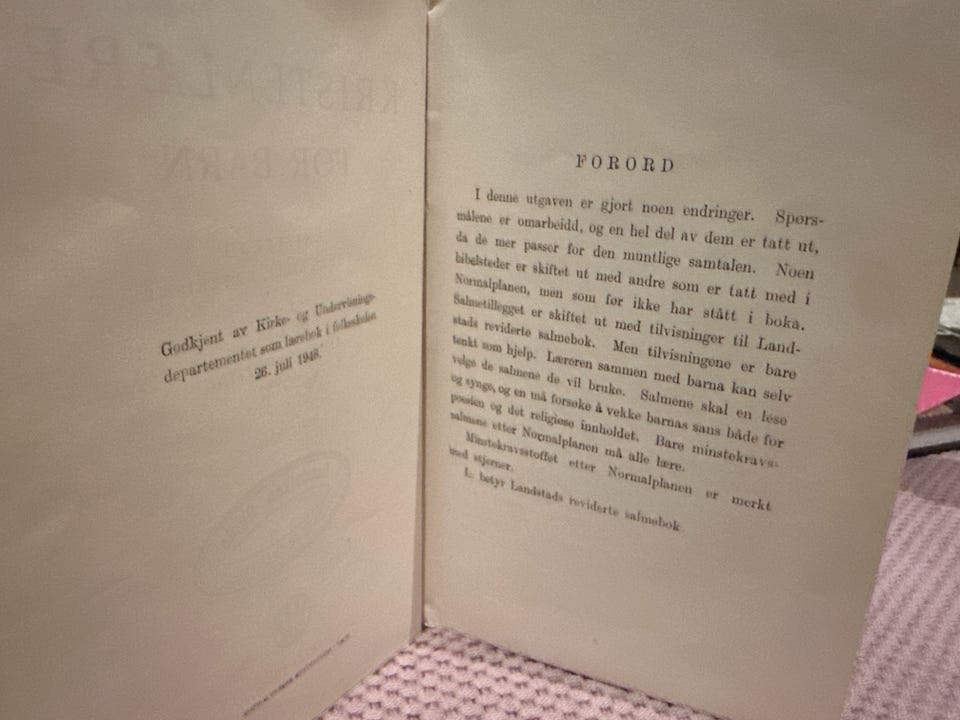 KRISTENLÆRE
FOR BARN
Godkjent av Kirke- og Undervisnings-
departementet som lærebok i folkeskolen
26. juli 1948.
FORORD
I denne utgaven er gjort noen endringer. Spørs-
målene er omarbeidd, og en hel del av dem er tatt ut,
da de mer passer for den muntlige samtalen. Noen
bibelsteder er skiftet ut med andre som er tatt med i
Normalplanen, men som før ikke har stått i boka.
Salmetillegget er skiftet ut med tilvisninger til Land-
stads reviderte salmebok. Men tilvisningene er bare
tenkt som hjelp. Læreren sammen med barna kan selv
velge de salmene de vil bruke. Salmene skal en lese
og synge, og en må forsøke å vekke barnas sans både for
poesien og det religiøse innholdet. Bare minstekravs-
salmene etter Normalplanen må alle lære.
Minstekravsstoffet etter Normalplanen er merkt
med stjerner.
L: betyr Landstads reviderte salmebok